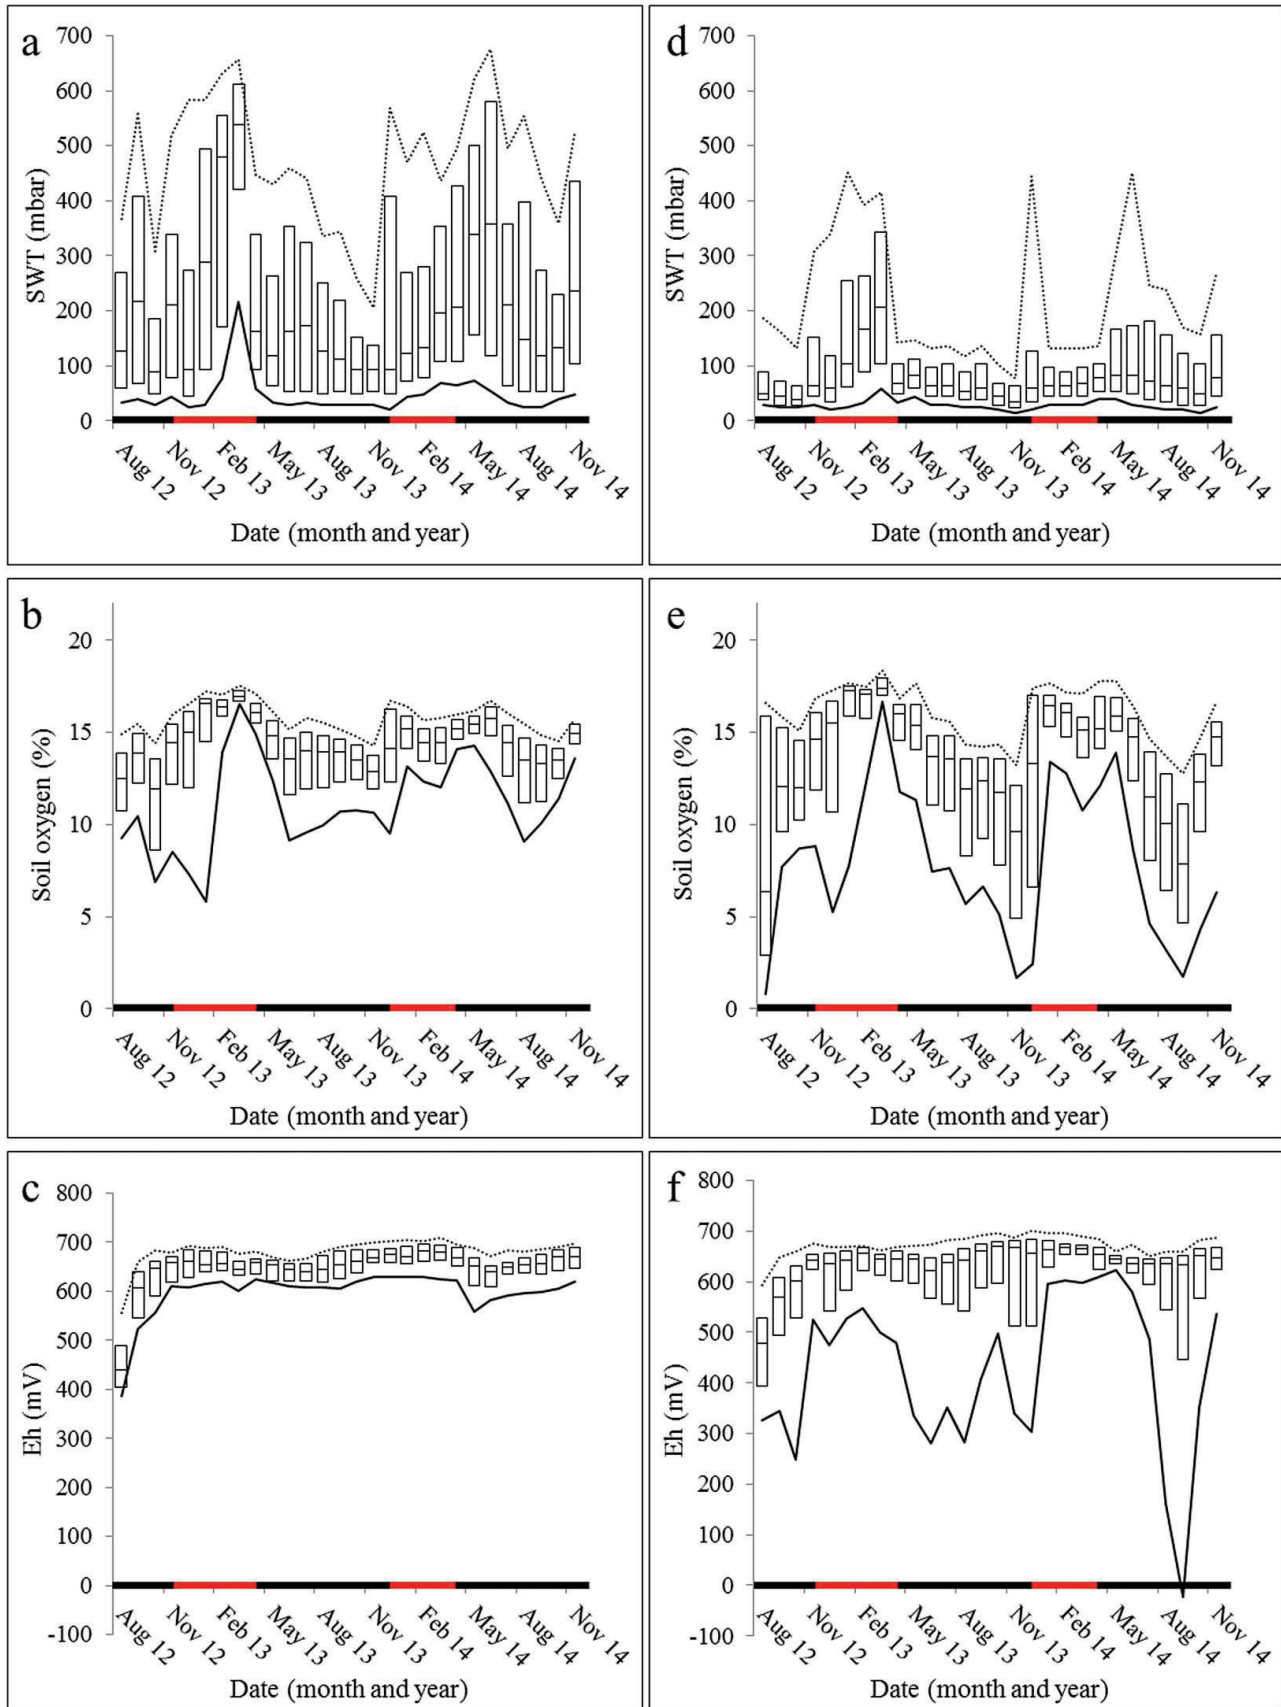 a
700
600
500
400
300
200
100
0
SWT (mbar)
Aug 12 Nov 12 Feb 13 May 13 Aug 13 Nov 13 Feb 14 May 14 Aug 14 Nov 14
Date (month and year)
d
700
600
500
400
300
200
100
0
SWT (mbar)
Aug 12 Nov 12 Feb 13 May 13 Aug 13 Nov 13 Feb 14 May 14 Aug 14 Nov 14
Date (month and year)
b
20
15
10
5
0
Soil oxygen (%)
Aug 12 Nov 12 Feb 13 May 13 Aug 13 Nov 13 Feb 14 May 14 Aug 14 Nov 14
Date (month and year)
e
20
15
10
5
0
Soil oxygen (%)
Aug 12 Nov 12 Feb 13 May 13 Aug 13 Nov 13 Feb 14 May 14 Aug 14 Nov 14
Date (month and year)
c
800
700
600
500
400
300
200
100
0
-100
Eh (mV)
Aug 12 Nov 12 Feb 13 May 13 Aug 13 Nov 13 Feb 14 May 14 Aug 14 Nov 14
Date (month and year)
f
800
700
600
500
400
300
200
100
0
-100
Eh (mV)
Aug 12 Nov 12 Feb 13 May 13 Aug 13 Nov 13 Feb 14 May 14 Aug 14 Nov 14
Date (month and year)